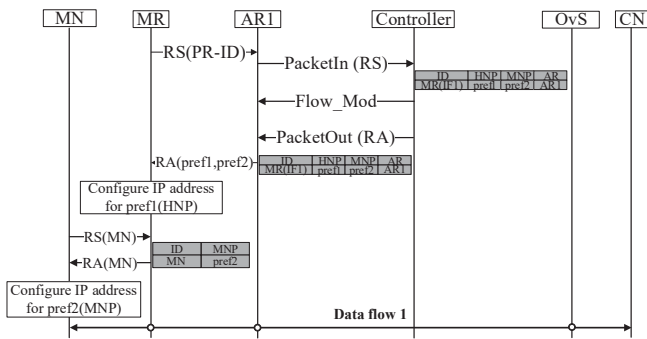 MN MR AR1 Controller OvS CN
RS(PR-ID)
PacketIn (RS)
ID HNP MNP AR
MR(IF1) pref1 pref2 AR1
Flow_Mod
PacketOut (RA)
RA(pref1,pref2)
ID HNP MNP AR
MR(IF1) pref1 pref2 AR1
Configure IP address
for pref1(HNP)
RS(MN)
ID MNP
RA(MN) MN pref2
Configure IP address
for pref2(MNP)
Data flow 1